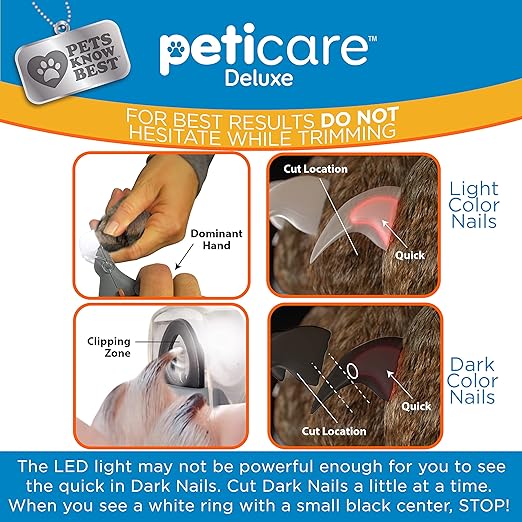 PETS
KNOW
BEST
peticare™
Deluxe
FOR BEST RESULTS DO NOT
HESITATE WHILE TRIMMING
Dominant
Hand
Cut Location
Quick
Light
Color
Nails
Clipping
Zone
Cut Location
Quick
Dark
Color
Nails
The LED light may not be powerful enough for you to see
the quick in Dark Nails. Cut Dark Nails a little at a time.
When you see a white ring with a small black center, STOP!